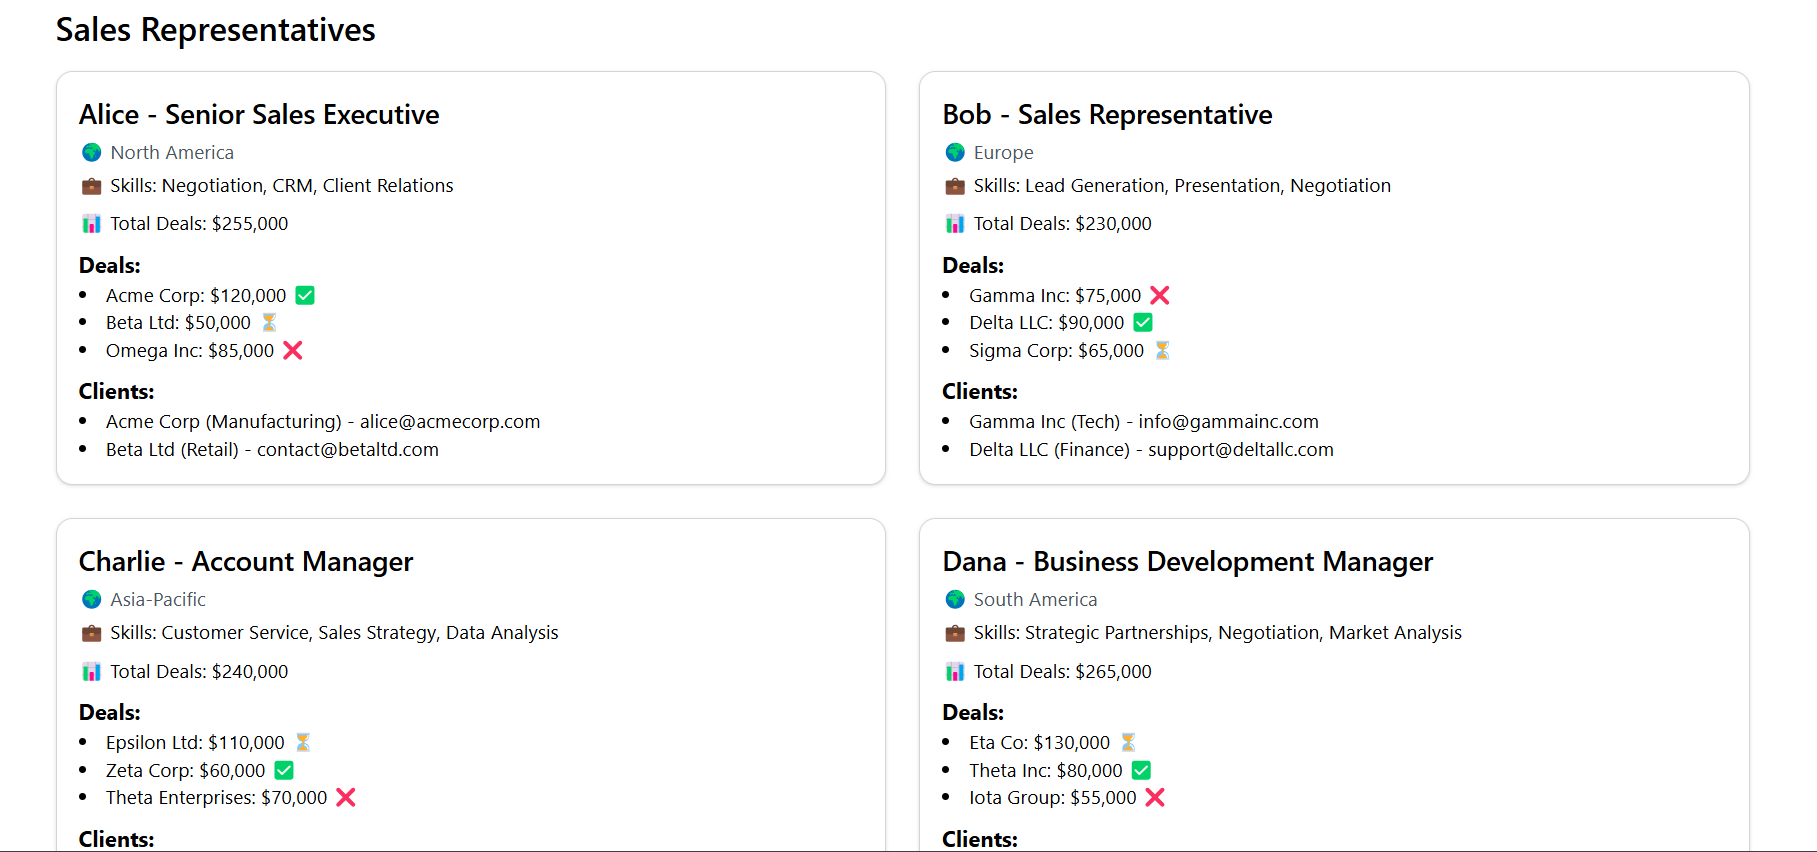 Sales Representatives
Alice - Senior Sales Executive
🌍 North America
💼 Skills: Negotiation, CRM, Client Relations
📊 Total Deals: $255,000
Deals:
• Acme Corp: $120,000 ✅
• Beta Ltd: $50,000 ⏳
• Omega Inc: $85,000 ❌
Clients:
• Acme Corp (Manufacturing) - alice@acmecorp.com
• Beta Ltd (Retail) - contact@betaltd.com
Bob - Sales Representative
🌍 Europe
💼 Skills: Lead Generation, Presentation, Negotiation
📊 Total Deals: $230,000
Deals:
• Gamma Inc: $75,000 ❌
• Delta LLC: $90,000 ✅
• Sigma Corp: $65,000 ⏳
Clients:
• Gamma Inc (Tech) - info@gammainc.com
• Delta LLC (Finance) - support@deltallc.com
Charlie - Account Manager
🌍 Asia-Pacific
💼 Skills: Customer Service, Sales Strategy, Data Analysis
📊 Total Deals: $240,000
Deals:
• Epsilon Ltd: $110,000 ⏳
• Zeta Corp: $60,000 ✅
• Theta Enterprises: $70,000 ❌
Clients:
Dana - Business Development Manager
🌍 South America
💼 Skills: Strategic Partnerships, Negotiation, Market Analysis
📊 Total Deals: $265,000
Deals:
• Eta Co: $130,000 ⏳
• Theta Inc: $80,000 ✅
• Iota Group: $55,000 ❌
Clients: